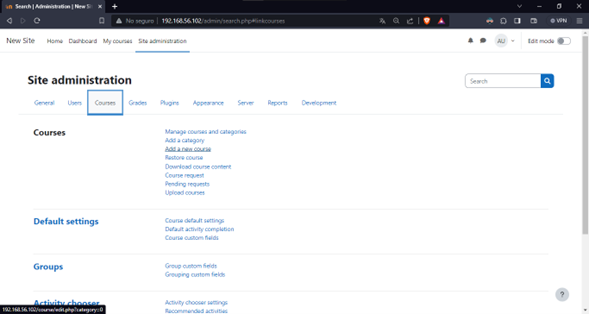 Search | Administration | New Si
No seguro | 192.168.56.102/admin/search.php#linkcourses
VPN
New Site Home Dashboard My courses Site administration AU Edit mode
Site administration
Search
General Users Courses Grades Plugins Appearance Server Reports Development
Courses
Manage courses and categories
Add a category
Add a new course
Restore course
Download course content
Course request
Pending requests
Upload courses
Default settings
Course default settings
Default activity completion
Course custom fields
Groups
Group custom fields
Grouping custom fields
Activity chooser
Activity chooser settings
Recommended activities
192.168.56.102/course/edit.php?category=0
?